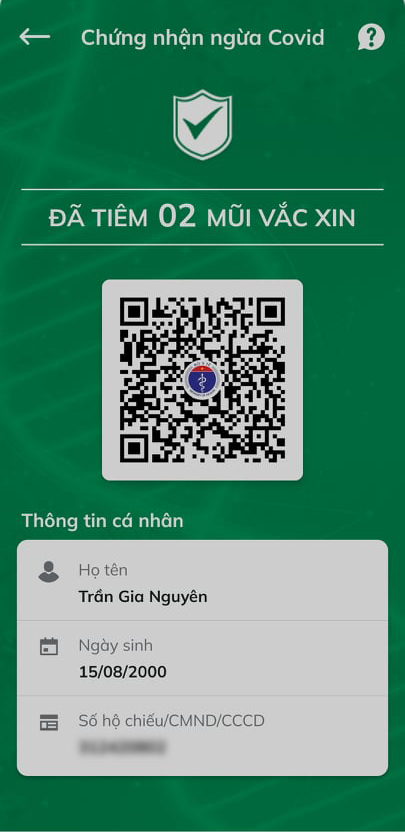 Chứng nhận ngừa Covid
ĐÃ TIÊM 02 MŨI VẮC XIN
Thông tin cá nhân
Họ tên
Trần Gia Nguyên
Ngày sinh
15/08/2000
Số hộ chiếu/CMND/CCCD